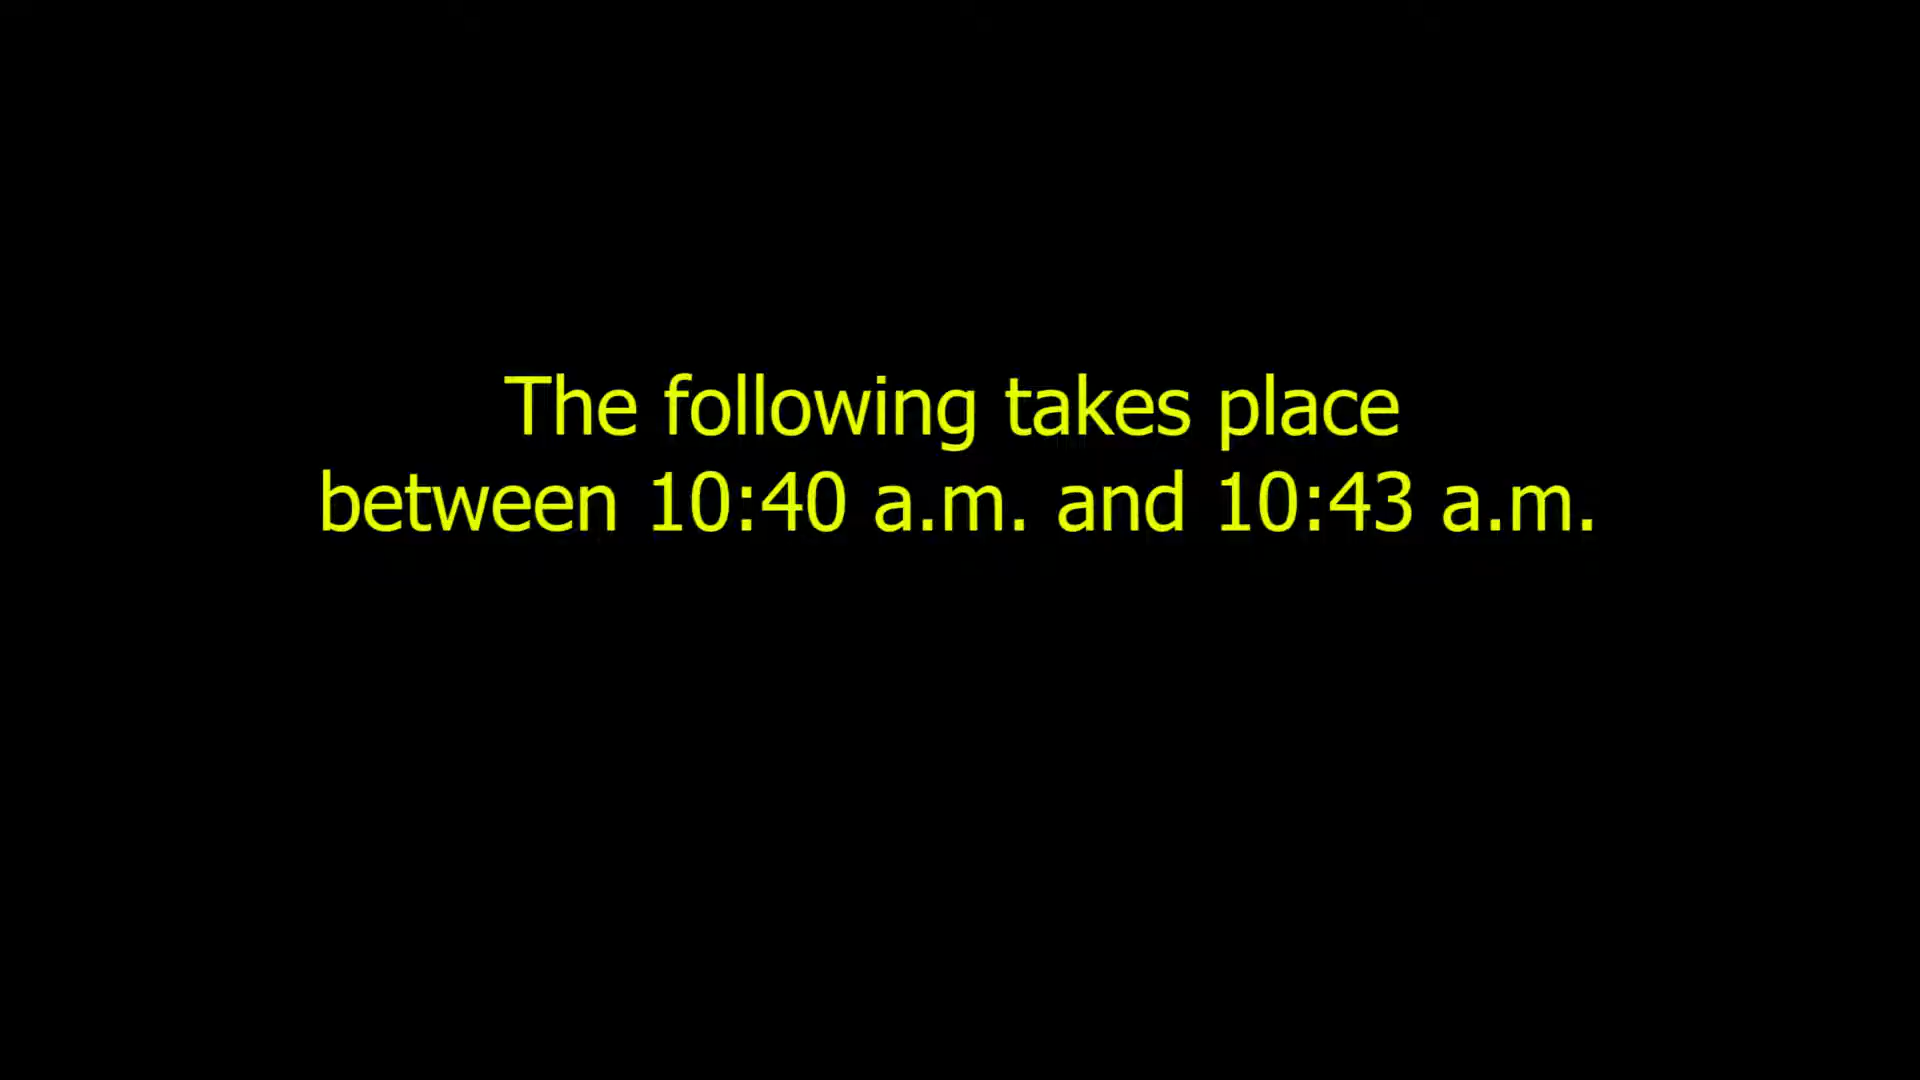 The following takes place
between 10:40 a.m. and 10:43 a.m.